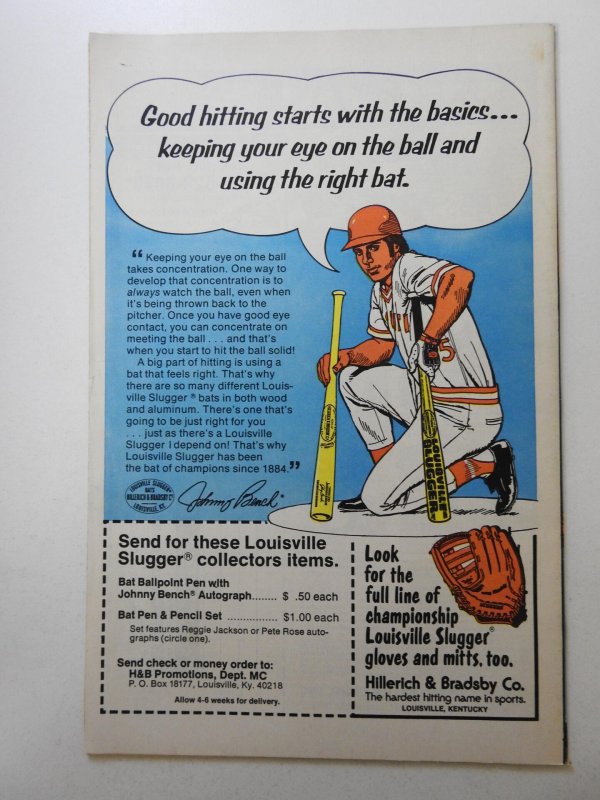 Good hitting starts with the basics...
keeping your eye on the ball and
using the right bat.
“ Keeping your eye on the ball
takes concentration. One way to
develop that concentration is to
always watch the ball, even when
it's being thrown back to the
pitcher. Once you have good eye
contact, you can concentrate on
meeting the ball . . . and that's
when you start to hit the ball solid!
A big part of hitting is using a
bat that feels right. That's why
there are so many different Louis-
ville Slugger ® bats in both wood
and aluminum. There's one that's
going to be just right for you
. . . just as there's a Louisville
Slugger I depend on! That's why
Louisville Slugger has been
the bat of champions since 1884.”
LOUISVILLE SLUGGER®
BATS
HILLERICH & BRADSBY Co
LOUISVILLE, KY.
Johnny Bench®
5
LOUISVILLE
SLUGGER
Send for these Louisville
Slugger® collectors items.
Bat Ballpoint Pen with
Johnny Bench® Autograph........ $ .50 each
Bat Pen & Pencil Set ................ $1.00 each
Set features Reggie Jackson or Pete Rose auto-
graphs (circle one).
Send check or money order to:
H&B Promotions, Dept. MC
P. O. Box 18177, Louisville, Ky. 40218
Allow 4-6 weeks for delivery.
Look
for the
full line of
championship
Louisville Slugger®
gloves and mitts, too.
Hillerich & Bradsby Co.
The hardest hitting name in sports.
LOUISVILLE, KENTUCKY